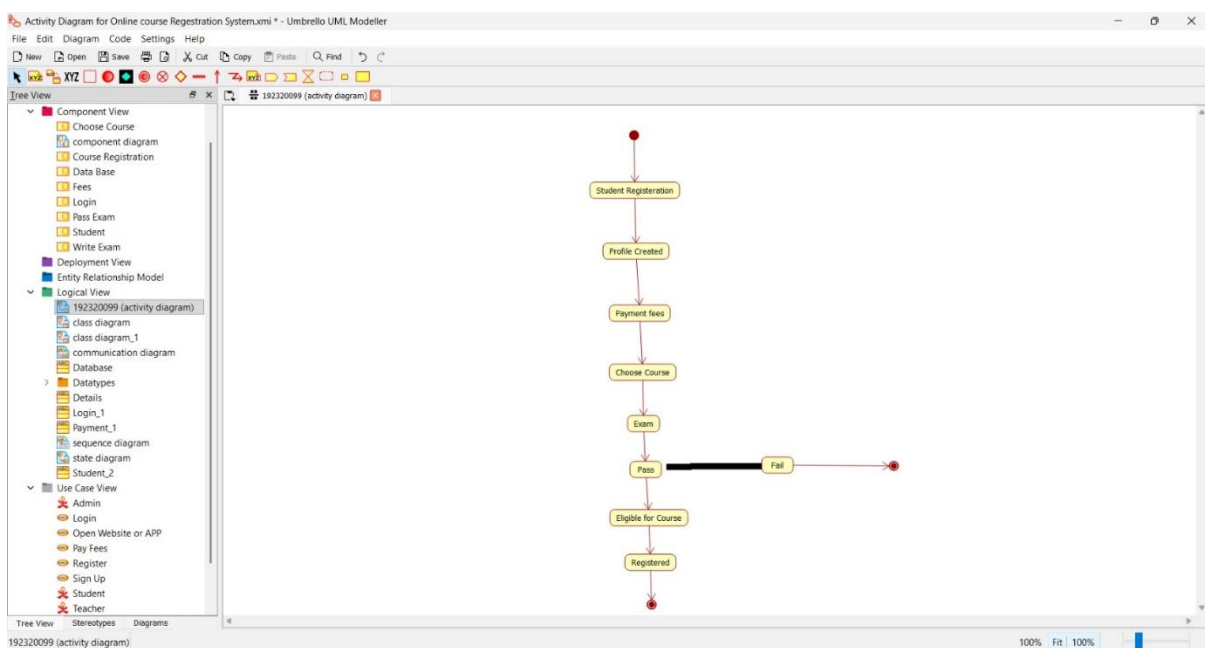 Activity Diagram for Online course Regestration System.xmi * - Umbrello UML Modeller
File Edit Diagram Code Settings Help
New Open Save Cut Copy Paste Find
XYZ
Tree View
192320099 (activity diagram)
Component View
Choose Course
component diagram
Course Registration
Data Base
Fees
Login
Pass Exam
Student
Write Exam
Deployment View
Entity Relationship Model
Logical View
192320099 (activity diagram)
class diagram
class diagram_1
communication diagram
Database
Datatypes
Details
Login_1
Payment_1
sequence diagram
state diagram
Student_2
Use Case View
Admin
Login
Open Website or APP
Pay Fees
Register
Sign Up
Student
Teacher
Tree View Stereotypes Diagrams
Student Registeration
Profile Created
Payment fees
Choose Course
Exam
Pass
Fail
Eligible for Course
Registered
192320099 (activity diagram)
100% Fit 100%